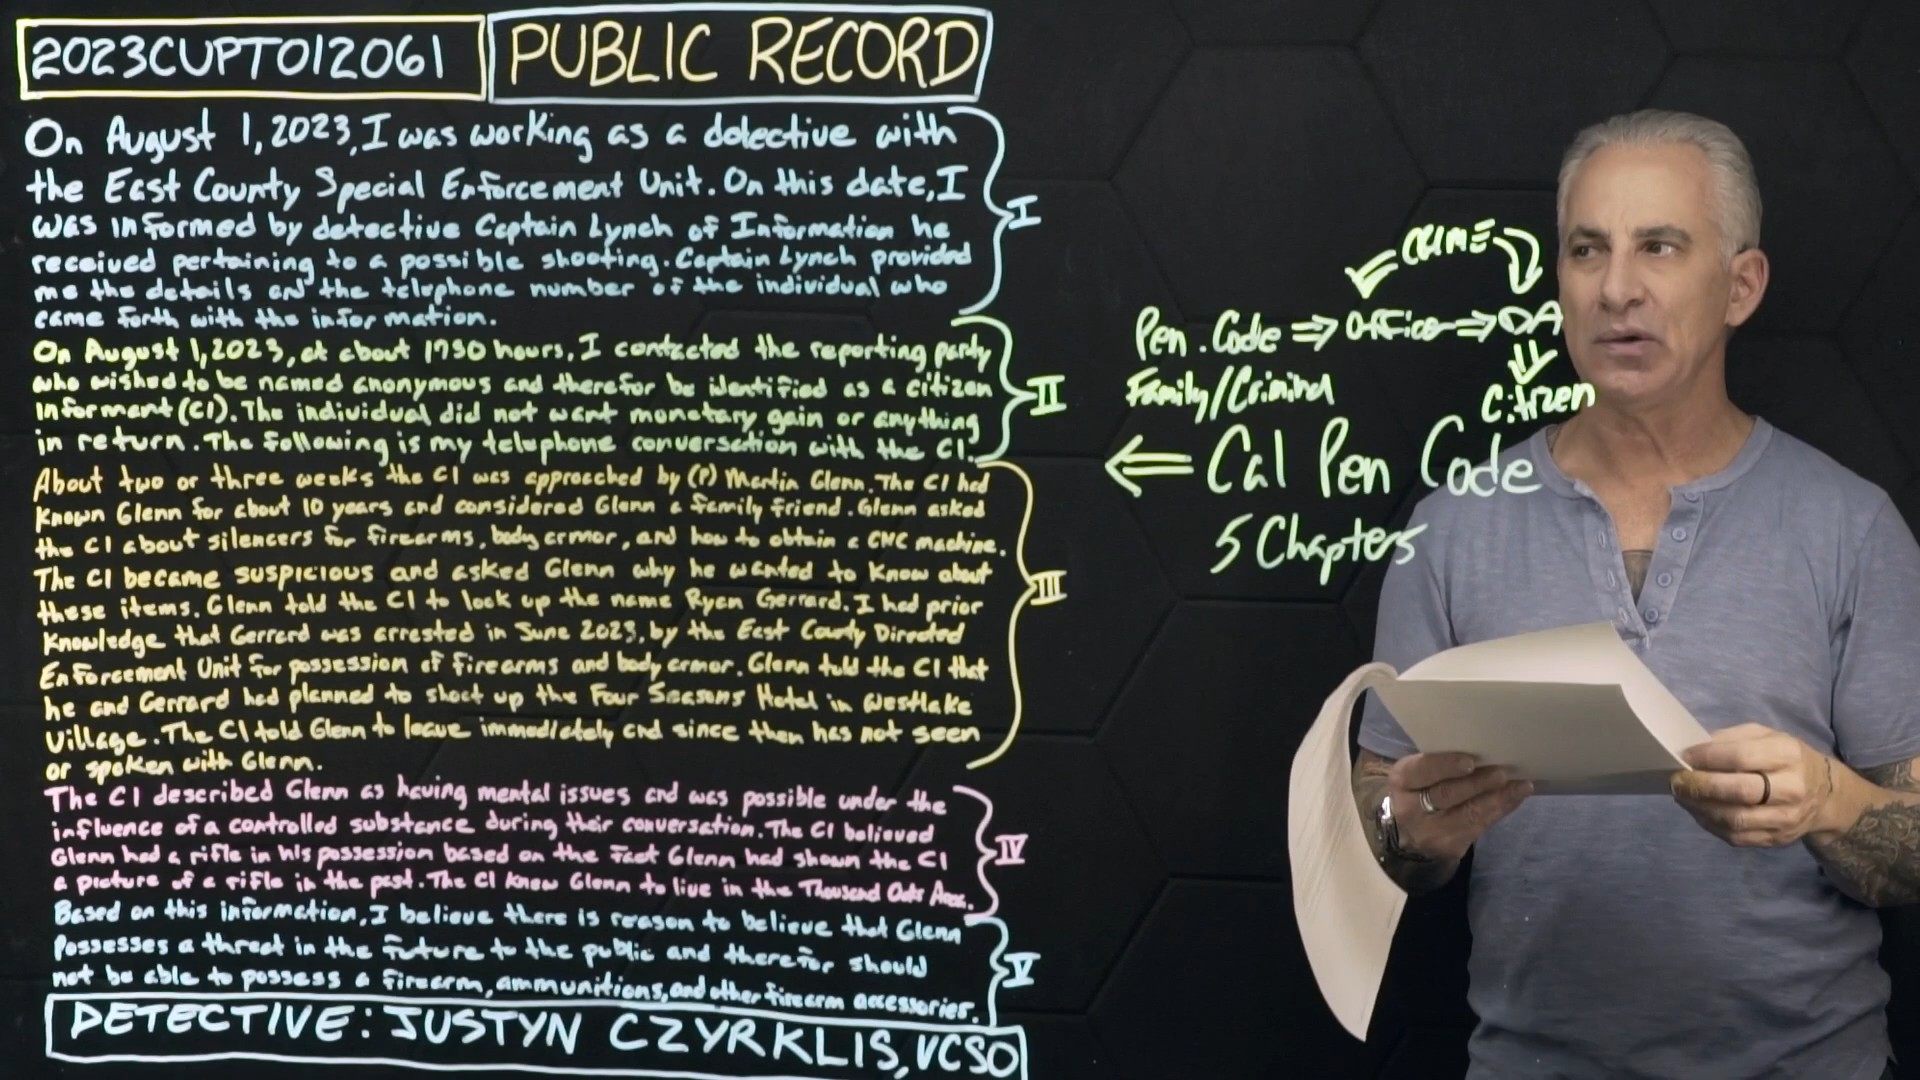 2023CUPT012061
PUBLIC RECORD
On August 1, 2023, I was working as a detective with
the East County Special Enforcement Unit. On this date, I
was informed by detective Captain Lynch of Information he
received pertaining to a possible shooting. Captain Lynch provided
me the details and the telephone number of the individual who
came forth with the information.
I
On August 1, 2023, at about 1730 hours, I contacted the reporting party
who wished to be named anonymous and therefor be identified as a citizen
Informant (CI). The individual did not want monetary gain or anything
in return. The following is my telephone conversation with the CI.
II
About two or three weeks the CI was approached by (P) Martin Glenn. The CI had
Known Glenn for about 10 years and considered Glenn a family friend. Glenn asked
the CI about silencers for firearms, body armor, and how to obtain a CNC machine.
The CI became suspicious and asked Glenn why he wanted to Know about
these items. Glenn told the CI to look up the name Ryan Gerrard. I had prior
Knowledge that Gerrard was arrested in June 2023, by the East County Directed
Enforcement Unit for possession of firearms and body armor. Glenn told the CI that
he and Gerrard had planned to shoot up the Four Seasons Hotel in Westlake
Village. The CI told Glenn to leave immediately and since then has not seen
or spoken with Glenn.
III
The CI described Glenn as having mental issues and was possible under the
influence of a controlled substance during their conversation. The CI believed
Glenn had a rifle in his possession based on the fact Glenn had shown the CI
a picture of a rifle in the past. The CI Knew Glenn to live in the Thousand Oaks Area.
IV
Based on this information, I believe there is reason to believe that Glenn
Possesses a threat in the future to the public and therefor should
not be able to possess a firearm, ammunitions, and other firearm accessories.
V
DETECTIVE: JUSTYN CZYRKLIS, VCSO
CRIME
Pen. Code ⇒ Office ⇒ DA
Family/Criminal
Citizen
⇐ Cal Pen Code
5 Chapters